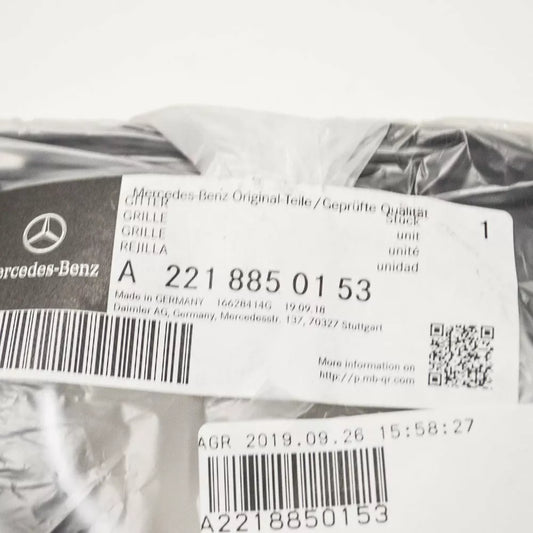 Mercedes-Benz Original-Teile/Geprüfte Qualität
GITTER Stück 1
GRILLE unit
GRILLE unité
REJILLA unidad
Mercedes-Benz
A 221 885 01 53
Made in GERMANY 16628414G 19.09.18
Daimler AG, Germany, Mercedesstr. 137, 70327 Stuttgart
More information on
http://p.mb-qr.com
AGR 2019.09.26 15:58:27
A2218850153